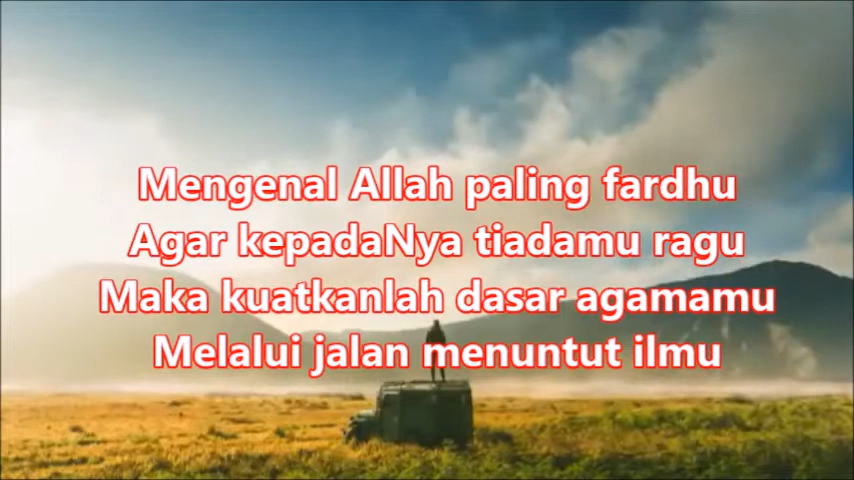 Mengenal Allah paling fardhu
Agar kepadaNya tiadamu ragu
Maka kuatkanlah dasar agamamu
Melalui jalan menuntut ilmu